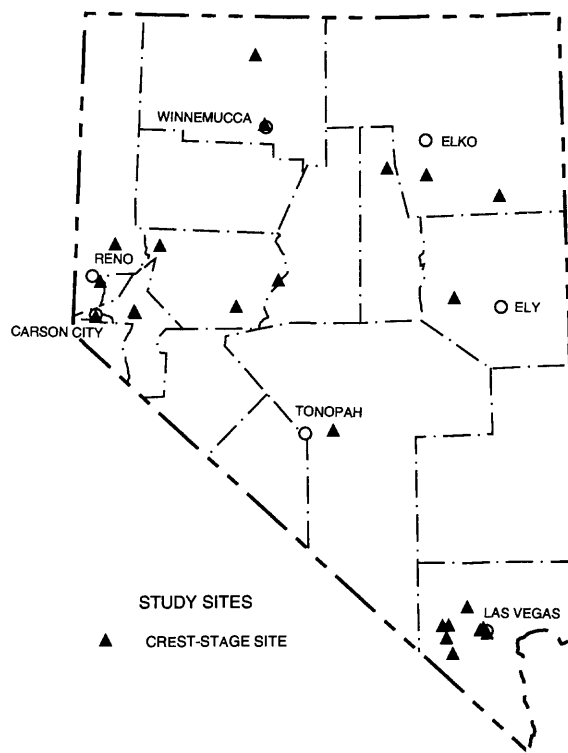 WINNEMUCCA
ELKO
RENO
ELY
CARSON CITY
TONOPAH
STUDY SITES
LAS VEGAS
CREST-STAGE SITE